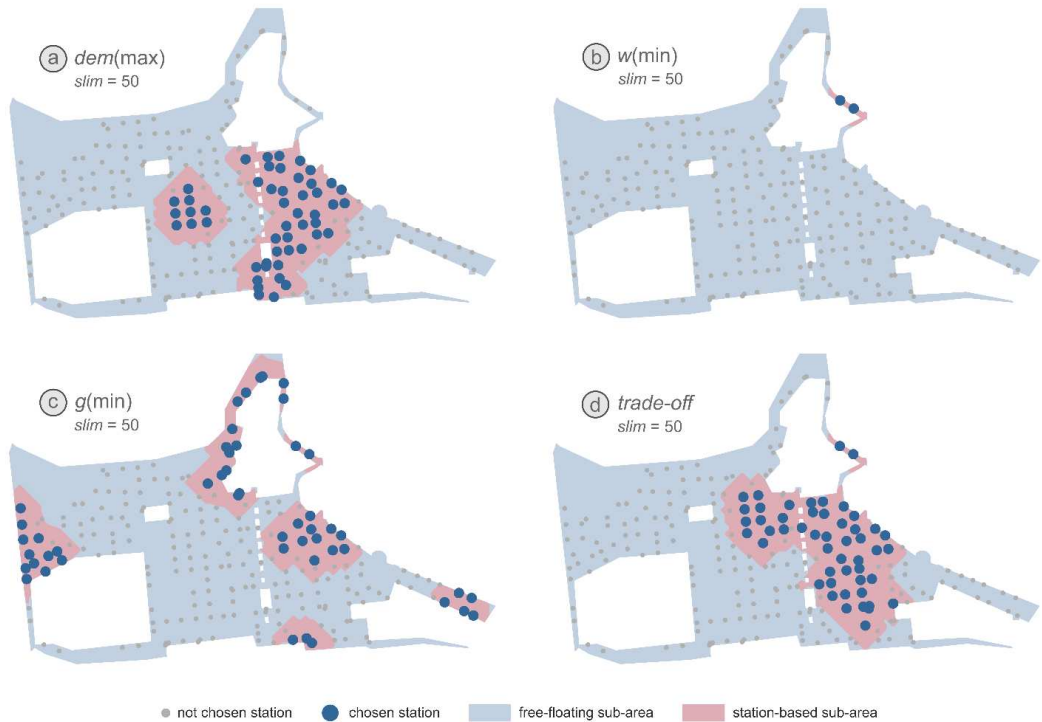 a dem(max)
slim = 50
b w(min)
slim = 50
c g(min)
slim = 50
d trade-off
slim = 50
not chosen station chosen station free-floating sub-area station-based sub-area